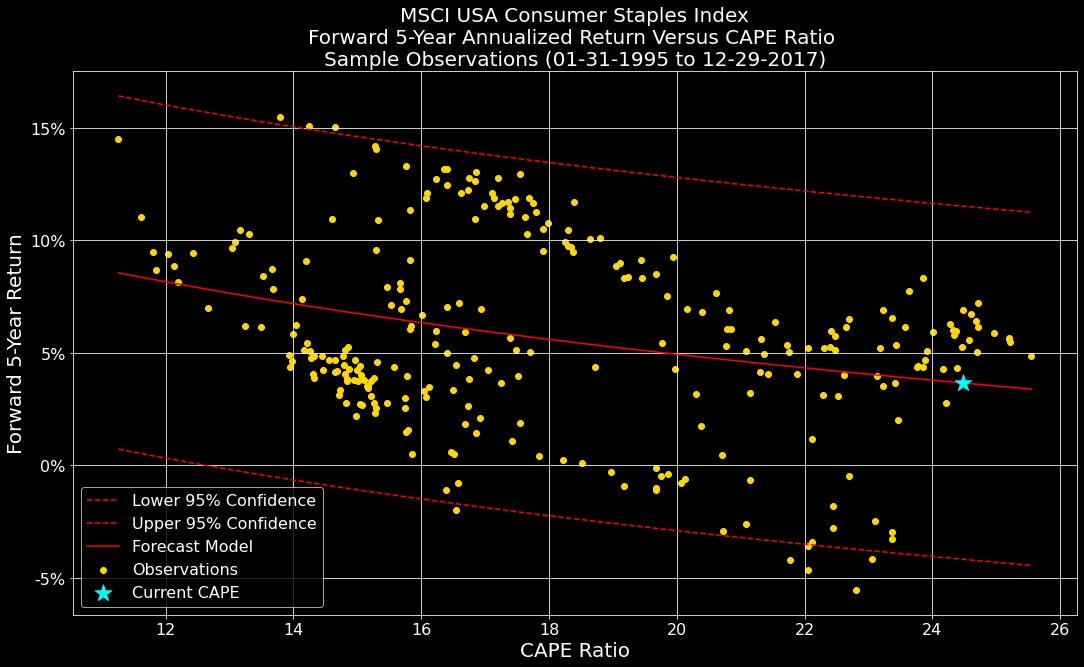 MSCI USA Consumer Staples Index
Forward 5-Year Annualized Return Versus CAPE Ratio
Sample Observations (01-31-1995 to 12-29-2017)
Forward 5-Year Return
15%
10%
5%
0%
-5%
Lower 95% Confidence
Upper 95% Confidence
Forecast Model
Observations
Current CAPE
12 14 16 18 20 22 24 26
CAPE Ratio